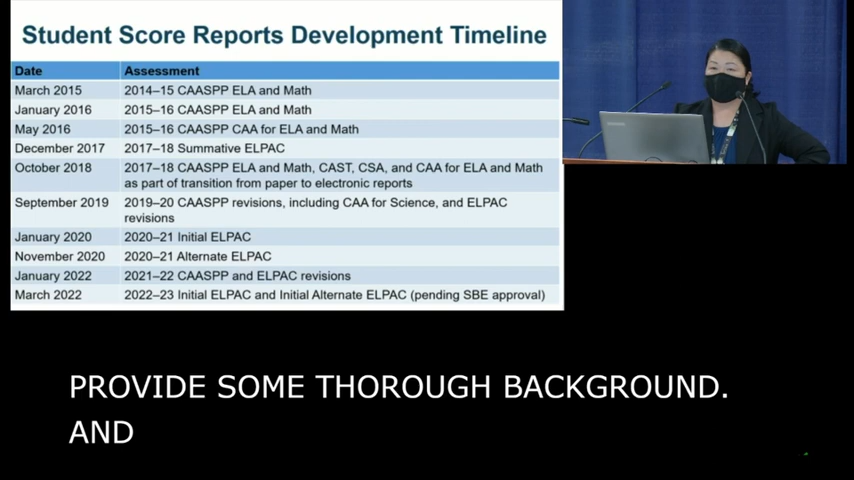 Student Score Reports Development Timeline
Date Assessment
March 2015 2014–15 CAASPP ELA and Math
January 2016 2015–16 CAASPP ELA and Math
May 2016 2015–16 CAASPP CAA for ELA and Math
December 2017 2017–18 Summative ELPAC
October 2018 2017–18 CAASPP ELA and Math, CAST, CSA, and CAA for ELA and Math
as part of transition from paper to electronic reports
September 2019 2019–20 CAASPP revisions, including CAA for Science, and ELPAC
revisions
January 2020 2020–21 Initial ELPAC
November 2020 2020–21 Alternate ELPAC
January 2022 2021–22 CAASPP and ELPAC revisions
March 2022 2022–23 Initial ELPAC and Initial Alternate ELPAC (pending SBE approval)
PROVIDE SOME THOROUGH BACKGROUND.
AND